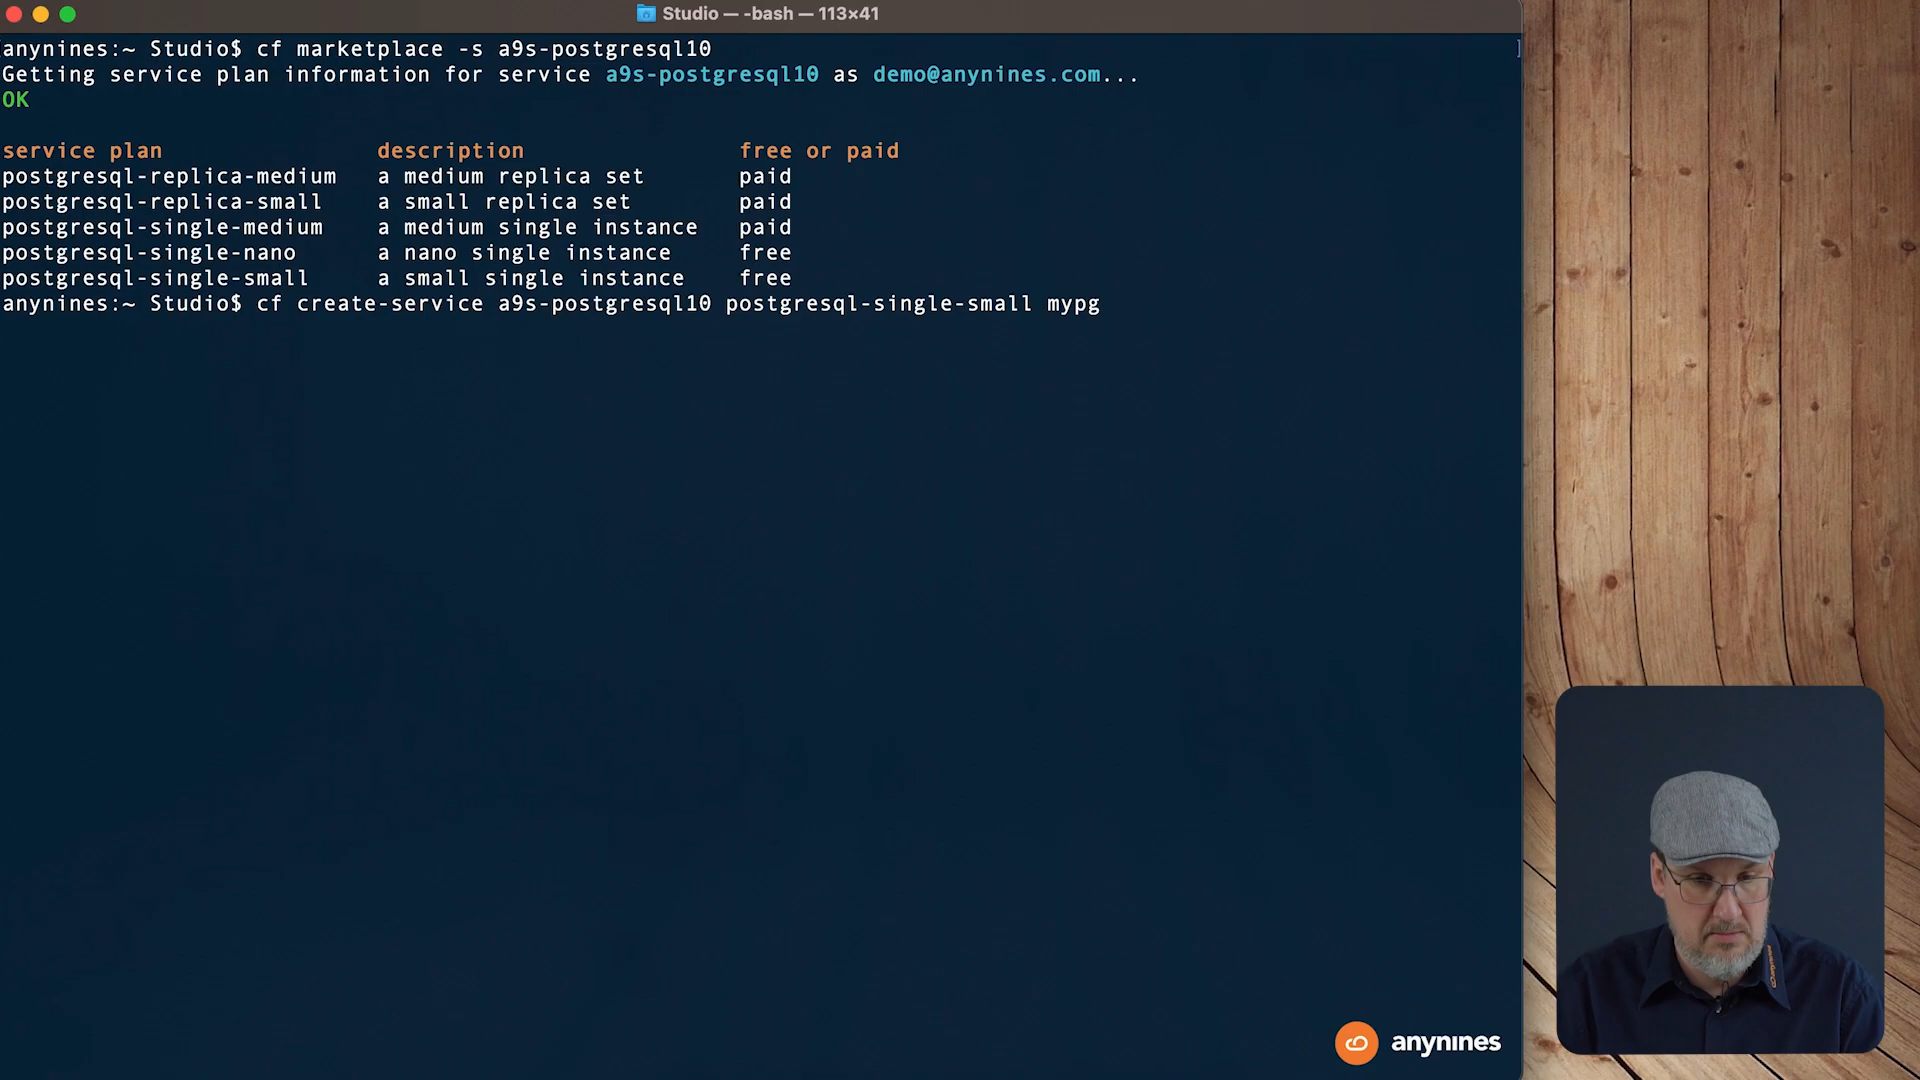 Studio — -bash — 113×41
anynines:~ Studio$ cf marketplace -s a9s-postgresql10
Getting service plan information for service a9s-postgresql10 as demo@anynines.com...
OK
service plan description free or paid
postgresql-replica-medium a medium replica set paid
postgresql-replica-small a small replica set paid
postgresql-single-medium a medium single instance paid
postgresql-single-nano a nano single instance free
postgresql-single-small a small single instance free
anynines:~ Studio$ cf create-service a9s-postgresql10 postgresql-single-small mypg
anynines